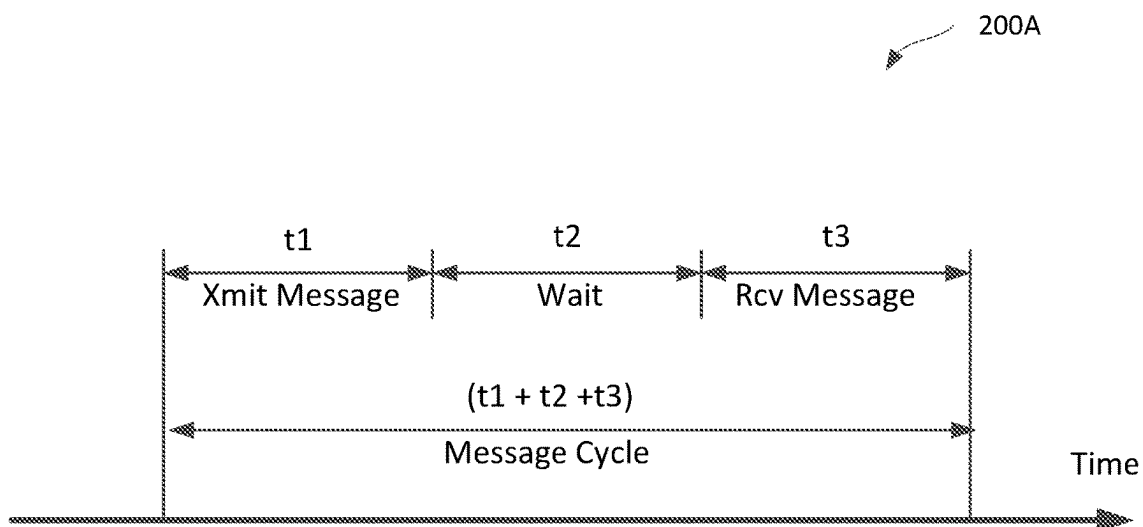 200A
t1
t2
t3
Xmit Message
Wait
Rcv Message
(t1 + t2 +t3)
Message Cycle
Time